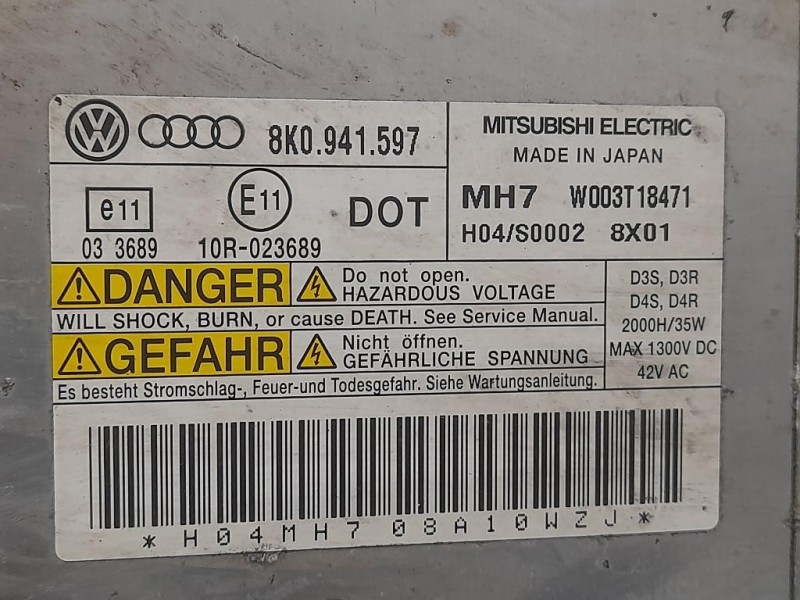 VW 8K0.941.597
MITSUBISHI ELECTRIC
MADE IN JAPAN
e11 E11 DOT
03 3689 10R-023689
MH7 W003T18471
H04/S0002 8X01
DANGER Do not open.
HAZARDOUS VOLTAGE
WILL SHOCK, BURN, or cause DEATH. See Service Manual.
GEFAHR Nicht öffnen.
GEFÄHRLICHE SPANNUNG
Es besteht Stromschlag-, Feuer-und Todesgefahr. Siehe Wartungsanleitung.
D3S, D3R
D4S, D4R
2000H/35W
MAX 1300V DC
42V AC
*H04MH708A10WZJ*